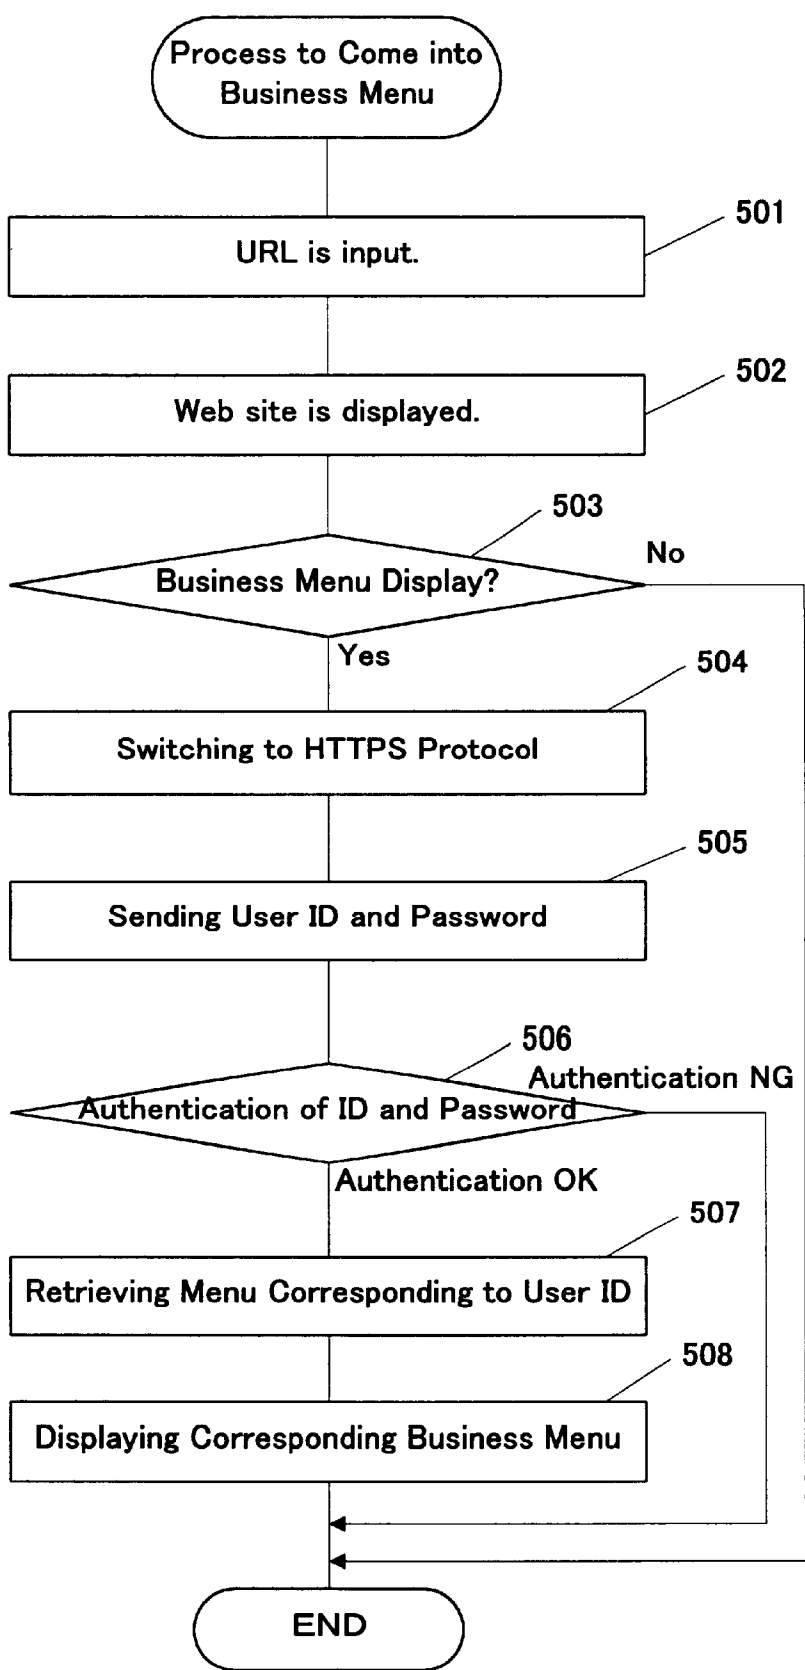 Process to Come into
Business Menu
501
URL is input.
502
Web site is displayed.
503
No
Business Menu Display?
Yes
504
Switching to HTTPS Protocol
505
Sending User ID and Password
506
Authentication NG
Authentication of ID and Password
Authentication OK
507
Retrieving Menu Corresponding to User ID
508
Displaying Corresponding Business Menu
END